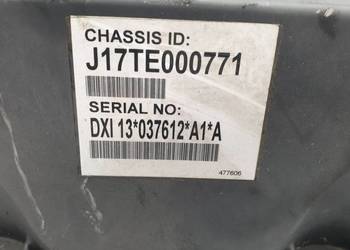 CHASSIS ID:
J17TE000771
SERIAL NO:
DXI 13*037612*A1*A
477606